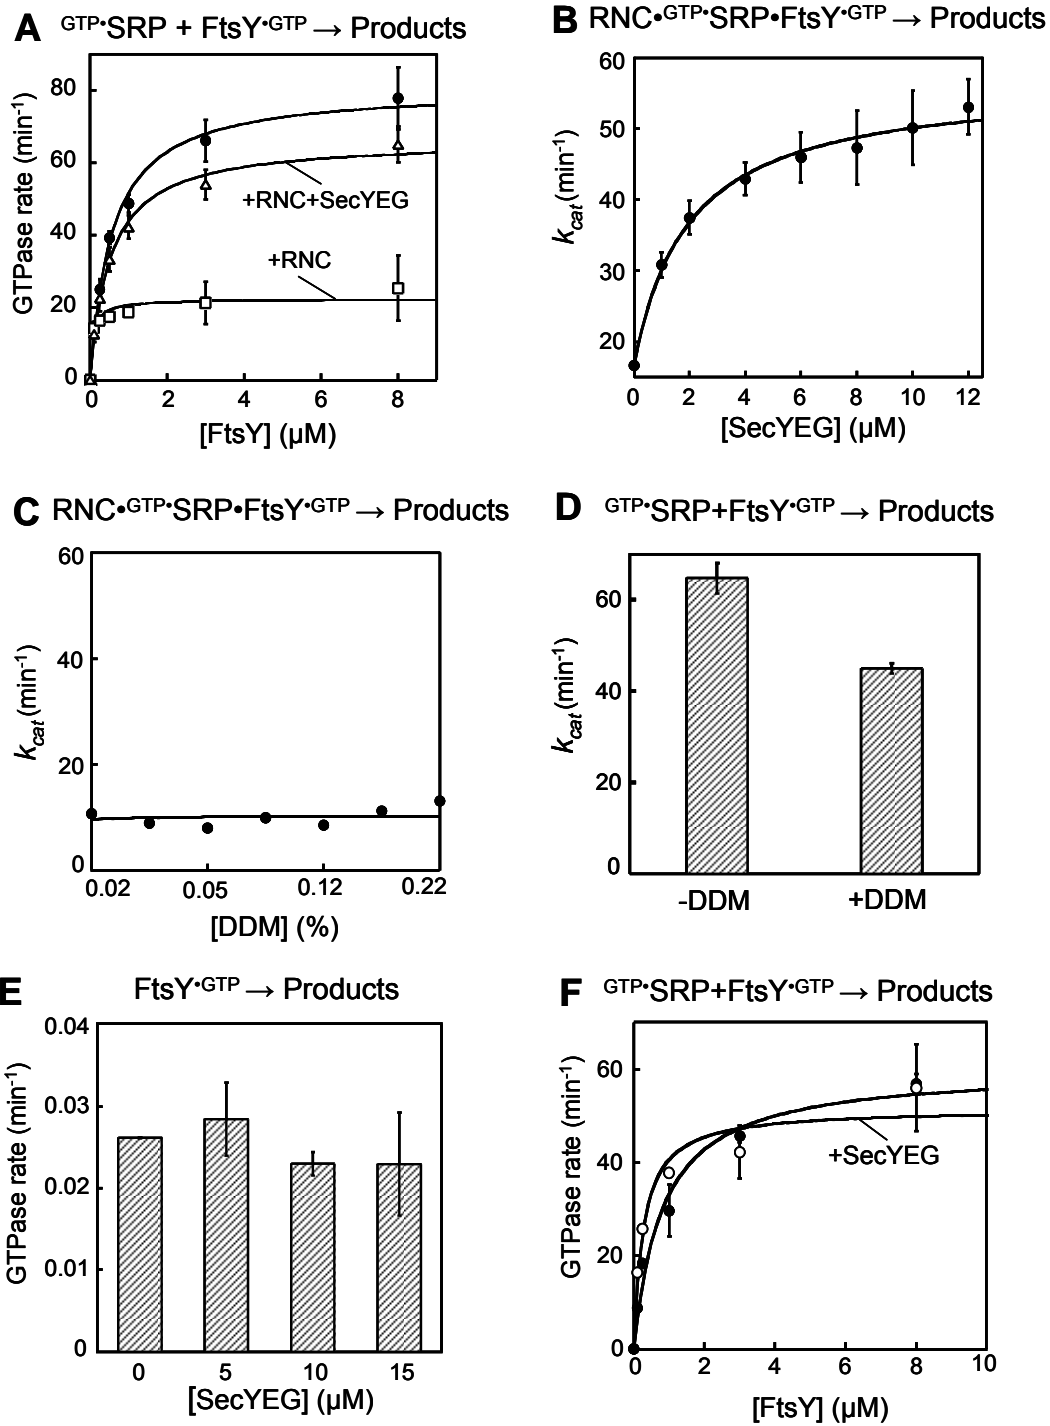 A GTP•SRP + FtsY•GTP → Products
GTPase rate (min-1)
80
60
40
20
0
+RNC+SecYEG
+RNC
0 2 4 6 8
[FtsY] (µM)
B RNC•GTP•SRP•FtsY•GTP → Products
kcat (min-1)
60
50
40
30
20
0 2 4 6 8 10 12
[SecYEG] (µM)
C RNC•GTP•SRP•FtsY•GTP → Products
kcat (min-1)
60
40
20
0
0.02 0.05 0.12 0.22
[DDM] (%)
D GTP•SRP+FtsY•GTP → Products
kcat (min-1)
60
40
20
0
-DDM +DDM
E FtsY•GTP → Products
GTPase rate (min-1)
0.04
0.03
0.02
0.01
0
0 5 10 15
[SecYEG] (µM)
F GTP•SRP+FtsY•GTP → Products
GTPase rate (min-1)
60
40
20
0
+SecYEG
0 2 4 6 8 10
[FtsY] (µM)